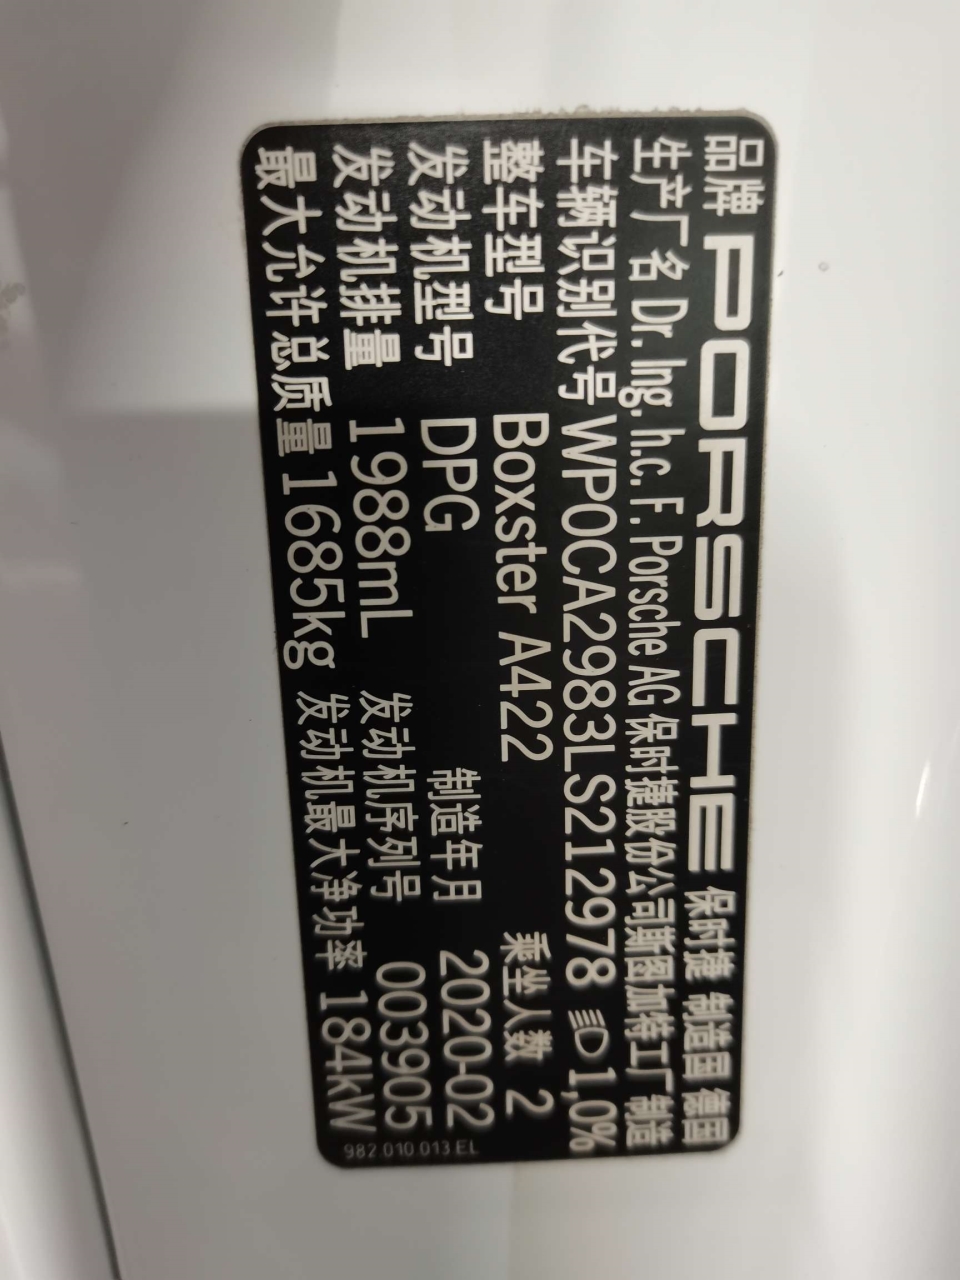 品牌 PORSCHE 保时捷 制造国 德国
生产厂名 Dr. Ing. h.c. F. Porsche AG 保时捷股份公司斯图加特工厂制造
车辆识别代号 WP0CA2983LS212978 1,0%
整车型号 Boxster A422 乘坐人数 2
发动机型号 DPG 制造年月 2020-02
发动机排量 1988mL 发动机序列号 003905
最大允许总质量 1685kg 发动机最大净功率 184kW
982.010.013.EL